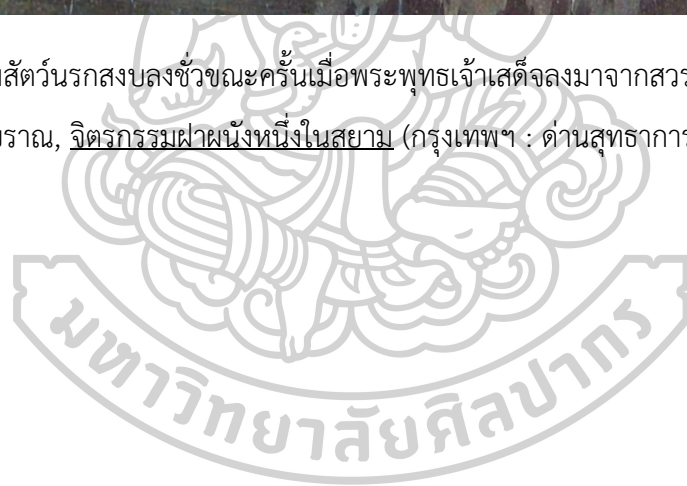 มสัตว์นรกสงบลงชั่วขณะครั้นเมื่อพระพุทธเจ้าเสด็จลงมาจากสวร
บราณ, จิตรกรรมฝาผนังหนึ่งในสยาม (กรุงเทพฯ : ด่านสุทธาการ
มหาวิทยาลัยศิลปากร